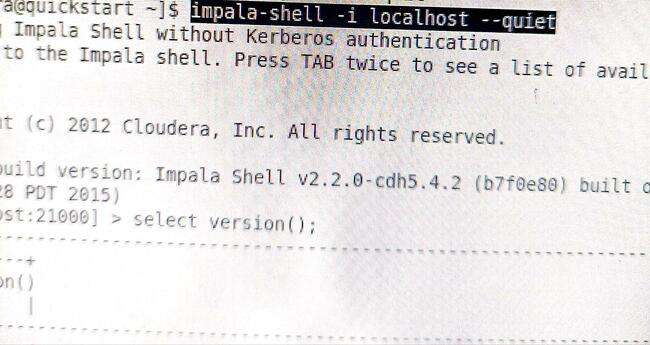 a@quickstart ~]$ impala-shell -i localhost --quiet
Impala Shell without Kerberos authentication
to the Impala shell. Press TAB twice to see a list of avail
t (c) 2012 Cloudera, Inc. All rights reserved.
uild version: Impala Shell v2.2.0-cdh5.4.2 (b7f0e80) built o
28 PDT 2015)
ost:21000] > select version();
---+
on()
|